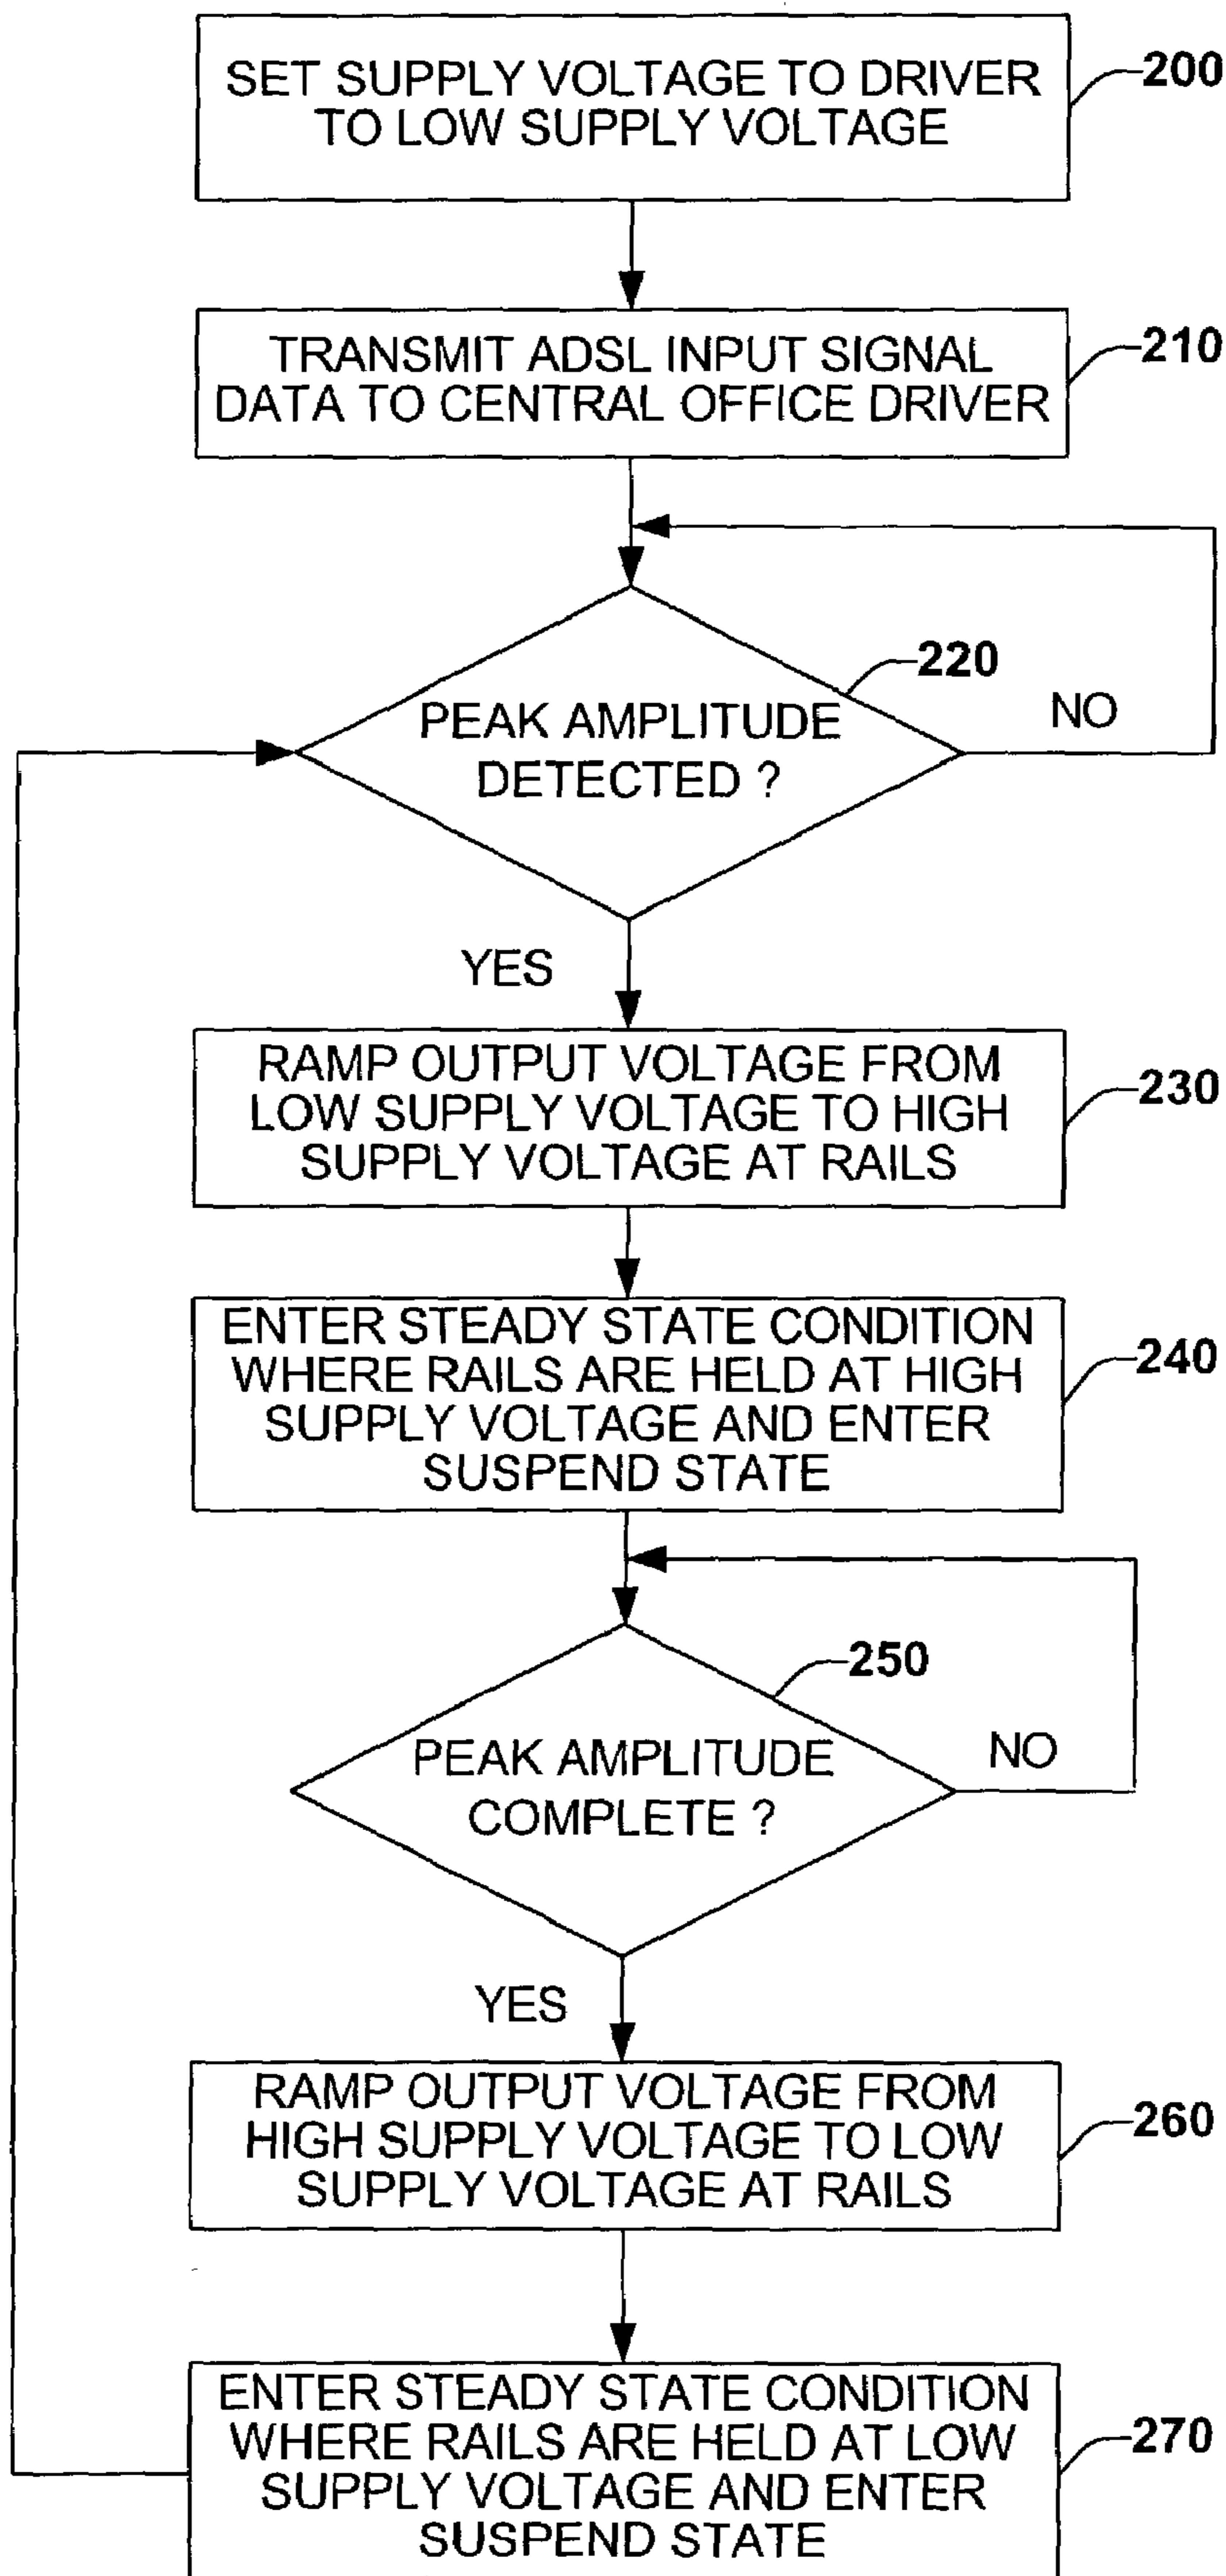 SET SUPPLY VOLTAGE TO DRIVER
TO LOW SUPPLY VOLTAGE
200
TRANSMIT ADSL INPUT SIGNAL
DATA TO CENTRAL OFFICE DRIVER
210
220
PEAK AMPLITUDE
DETECTED ?
NO
YES
RAMP OUTPUT VOLTAGE FROM
LOW SUPPLY VOLTAGE TO HIGH
SUPPLY VOLTAGE AT RAILS
230
ENTER STEADY STATE CONDITION
WHERE RAILS ARE HELD AT HIGH
SUPPLY VOLTAGE AND ENTER
SUSPEND STATE
240
250
PEAK AMPLITUDE
COMPLETE ?
NO
YES
RAMP OUTPUT VOLTAGE FROM
HIGH SUPPLY VOLTAGE TO LOW
SUPPLY VOLTAGE AT RAILS
260
ENTER STEADY STATE CONDITION
WHERE RAILS ARE HELD AT LOW
SUPPLY VOLTAGE AND ENTER
SUSPEND STATE
270